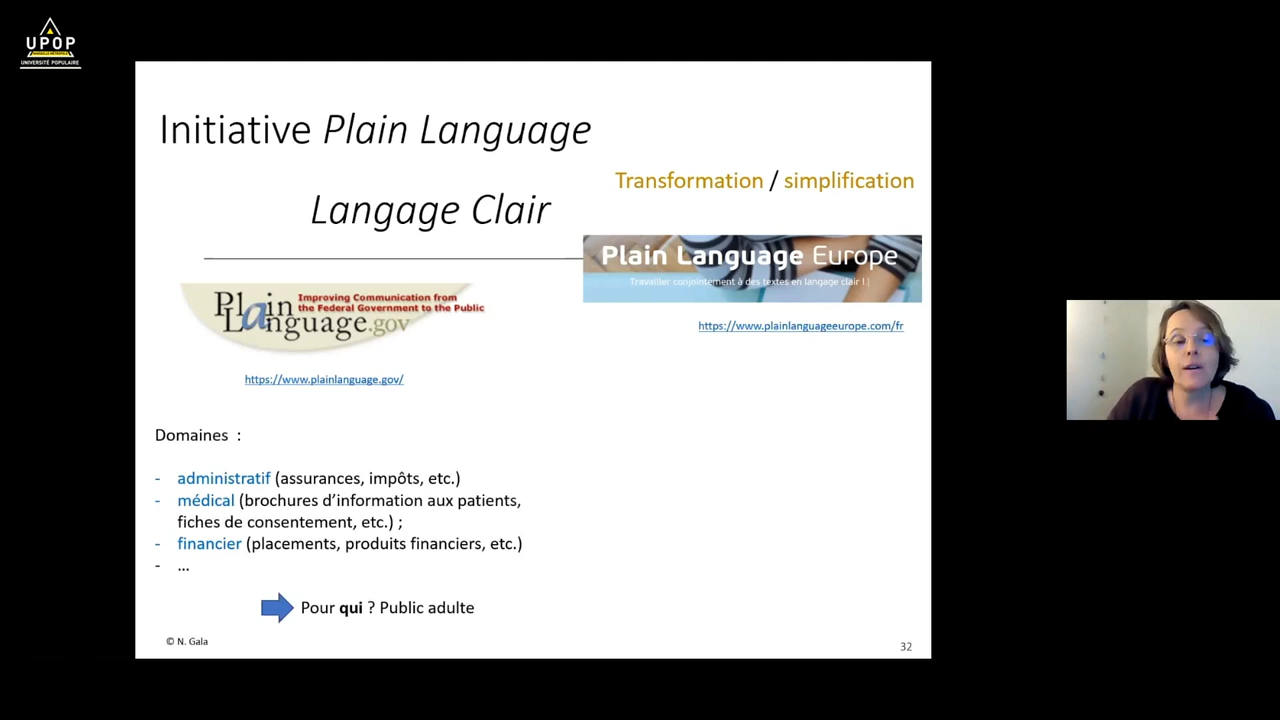 UPOP
UNIVERSITÉ POPULAIRE
Initiative Plain Language
Langage Clair
Transformation / simplification
Plain Language Europe
Travailler conjointement à des textes en langage clair !
https://www.plainlanguageeurope.com/fr
Plain
Language.gov
Improving Communication from
the Federal Government to the Public
https://www.plainlanguage.gov/
Domaines :
- administratif (assurances, impôts, etc.)
- médical (brochures d’information aux patients,
fiches de consentement, etc.) ;
- financier (placements, produits financiers, etc.)
- ...
Pour qui ? Public adulte
© N. Gala
32